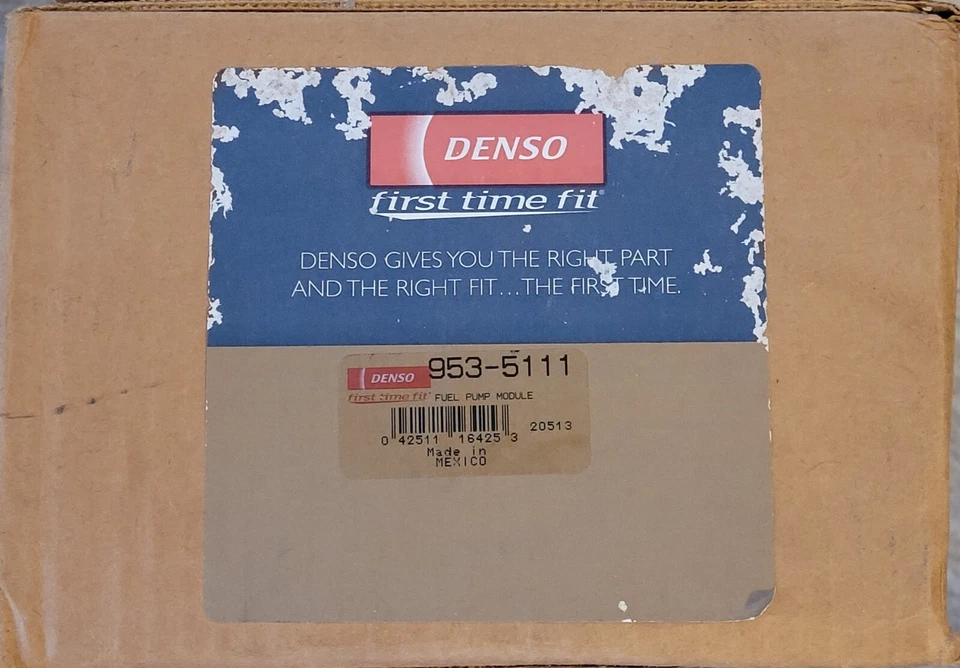 DENSO
first time fit®
DENSO GIVES YOU THE RIGHT PART
AND THE RIGHT FIT...THE FIRST TIME.
DENSO 953-5111
first time fit® FUEL PUMP MODULE
0 42511 16425 3 20513
Made in
MEXICO